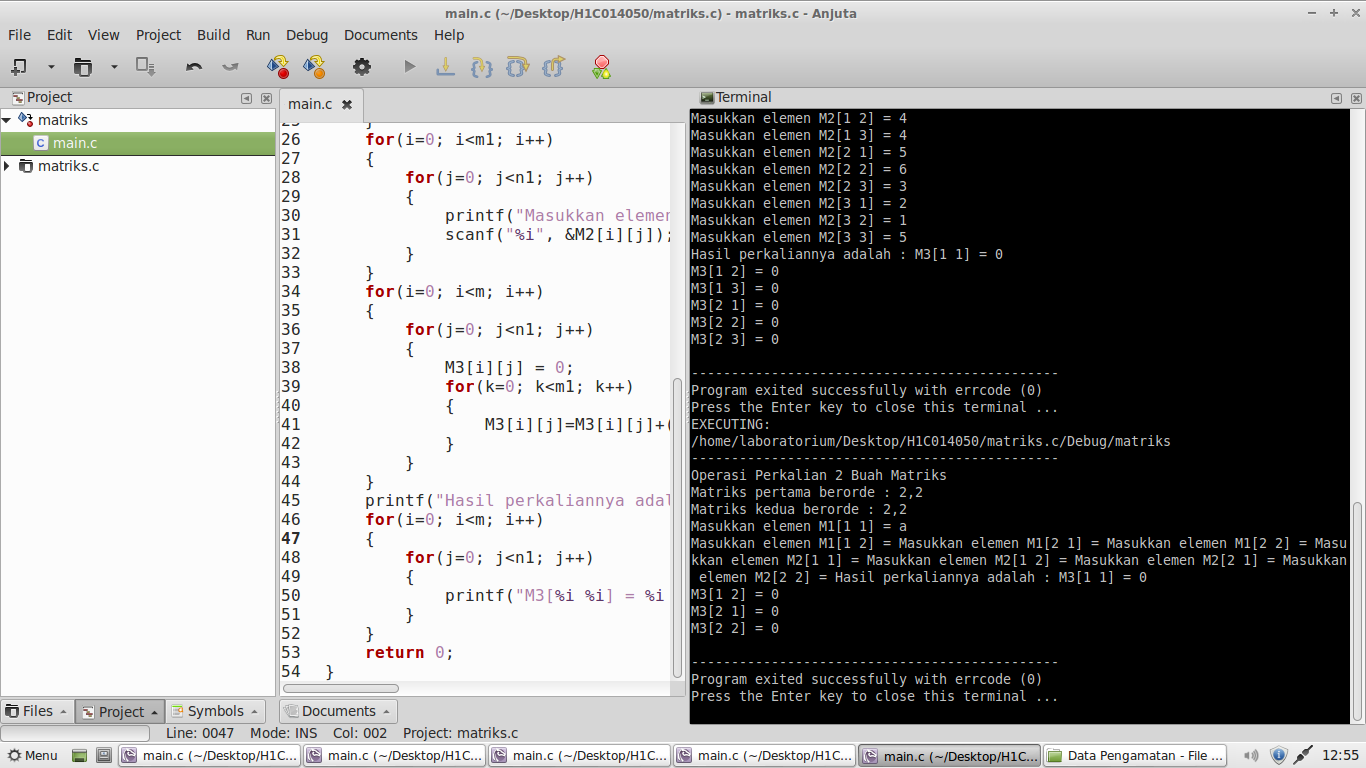 main.c (~/Desktop/H1C014050/matriks.c) - matriks.c - Anjuta
File Edit View Project Build Run Debug Documents Help
Project
matriks
main.c
matriks.c
main.c
25 }
26 for(i=0; i<m1; i++)
27 {
28 for(j=0; j<n1; j++)
29 {
30 printf("Masukkan elemen
31 scanf("%i", &M2[i][j]);
32 }
33 }
34 for(i=0; i<m; i++)
35 {
36 for(j=0; j<n1; j++)
37 {
38 M3[i][j] = 0;
39 for(k=0; k<m1; k++)
40 {
41 M3[i][j]=M3[i][j]+(
42 }
43 }
44 }
45 printf("Hasil perkaliannya adal
46 for(i=0; i<m; i++)
47 {
48 for(j=0; j<n1; j++)
49 {
50 printf("M3[%i %i] = %i
51 }
52 }
53 return 0;
54 }
Terminal
Masukkan elemen M2[1 2] = 4
Masukkan elemen M2[1 3] = 4
Masukkan elemen M2[2 1] = 5
Masukkan elemen M2[2 2] = 6
Masukkan elemen M2[2 3] = 3
Masukkan elemen M2[3 1] = 2
Masukkan elemen M2[3 2] = 1
Masukkan elemen M2[3 3] = 5
Hasil perkaliannya adalah : M3[1 1] = 0
M3[1 2] = 0
M3[1 3] = 0
M3[2 1] = 0
M3[2 2] = 0
M3[2 3] = 0
----------------------------------------------
Program exited successfully with errcode (0)
Press the Enter key to close this terminal ...
EXECUTING:
/home/laboratorium/Desktop/H1C014050/matriks.c/Debug/matriks
----------------------------------------------
Operasi Perkalian 2 Buah Matriks
Matriks pertama berorde : 2,2
Matriks kedua berorde : 2,2
Masukkan elemen M1[1 1] = a
Masukkan elemen M1[1 2] = Masukkan elemen M1[2 1] = Masukkan elemen M1[2 2] = Masu
kkan elemen M2[1 1] = Masukkan elemen M2[1 2] = Masukkan elemen M2[2 1] = Masukkan
elemen M2[2 2] = Hasil perkaliannya adalah : M3[1 1] = 0
M3[1 2] = 0
M3[2 1] = 0
M3[2 2] = 0
----------------------------------------------
Program exited successfully with errcode (0)
Press the Enter key to close this terminal ...
Files Project Symbols Documents
Line: 0047 Mode: INS Col: 002 Project: matriks.c
Menu main.c (~/Desktop/H1C... main.c (~/Desktop/H1C... main.c (~/Desktop/H1C... main.c (~/Desktop/H1C... main.c (~/Desktop/H1C... Data Pengamatan - File ... 12:55